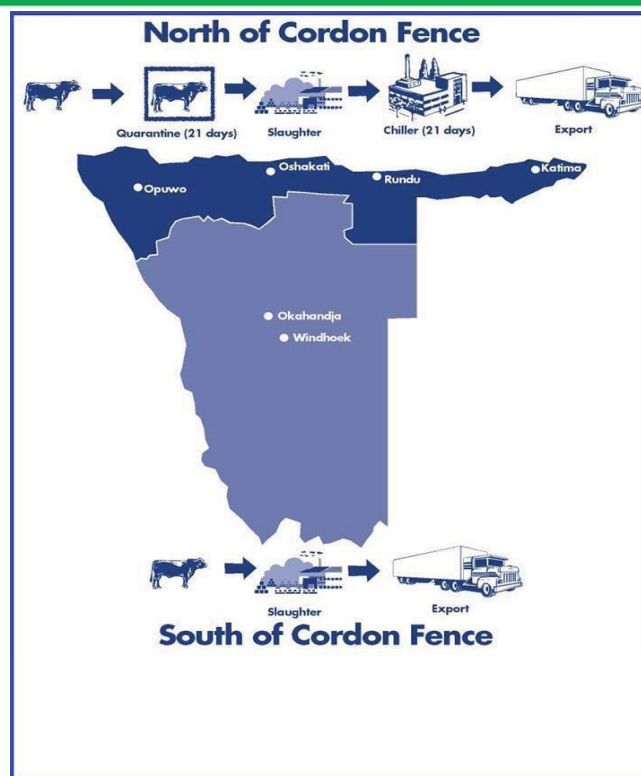 North of Cordon Fence
Quarantine (21 days)
Slaughter
Chiller (21 days)
Export
Opuwo
Oshakati
Rundu
Katima
Okahandja
Windhoek
Slaughter
Export
South of Cordon Fence